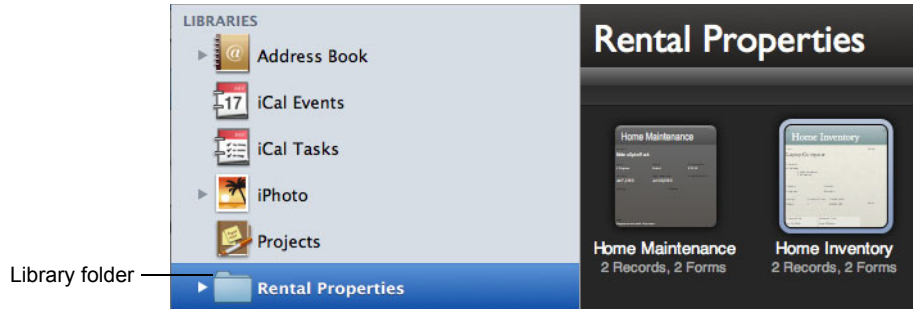 LIBRARIES
Address Book
17
iCal Events
iCal Tasks
iPhoto
Projects
Library folder
Rental Properties
Rental Properties
Home Maintenance
Home Inventory
Home Maintenance
2 Records, 2 Forms
Home Inventory
2 Records, 2 Forms